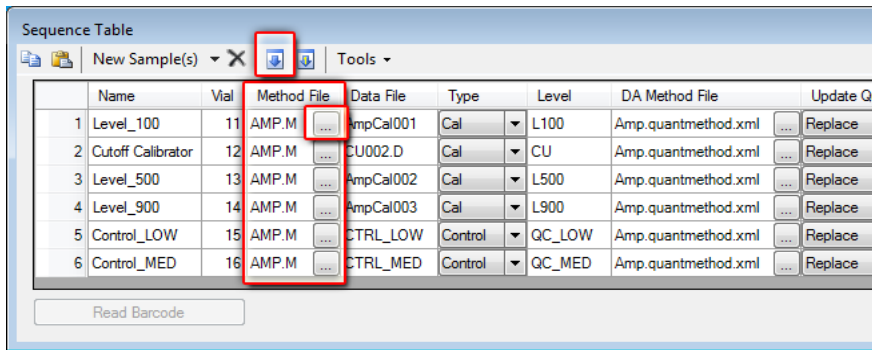 Sequence Table
New Sample(s) Tools
Name Vial Method File Data File Type Level DA Method File Update Q
1 Level_100 11 AMP.M ... AmpCal001 Cal L100 Amp.quantmethod.xml ... Replace
2 Cutoff Calibrator 12 AMP.M ... CU002.D Cal CU Amp.quantmethod.xml ... Replace
3 Level_500 13 AMP.M ... AmpCal002 Cal L500 Amp.quantmethod.xml ... Replace
4 Level_900 14 AMP.M ... AmpCal003 Cal L900 Amp.quantmethod.xml ... Replace
5 Control_LOW 15 AMP.M ... CTRL_LOW Control QC_LOW Amp.quantmethod.xml ... Replace
6 Control_MED 16 AMP.M ... CTRL_MED Control QC_MED Amp.quantmethod.xml ... Replace
Read Barcode